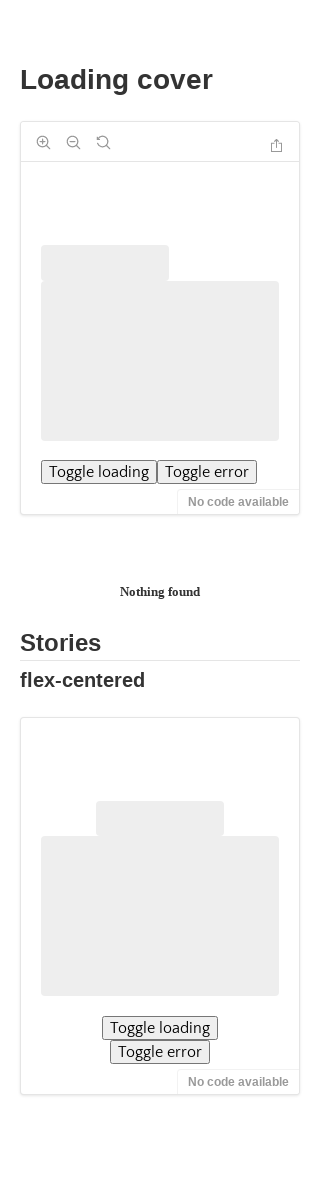 Loading cover
Toggle loading Toggle error
No code available
Nothing found
Stories
flex-centered
Toggle loading
Toggle error
No code available